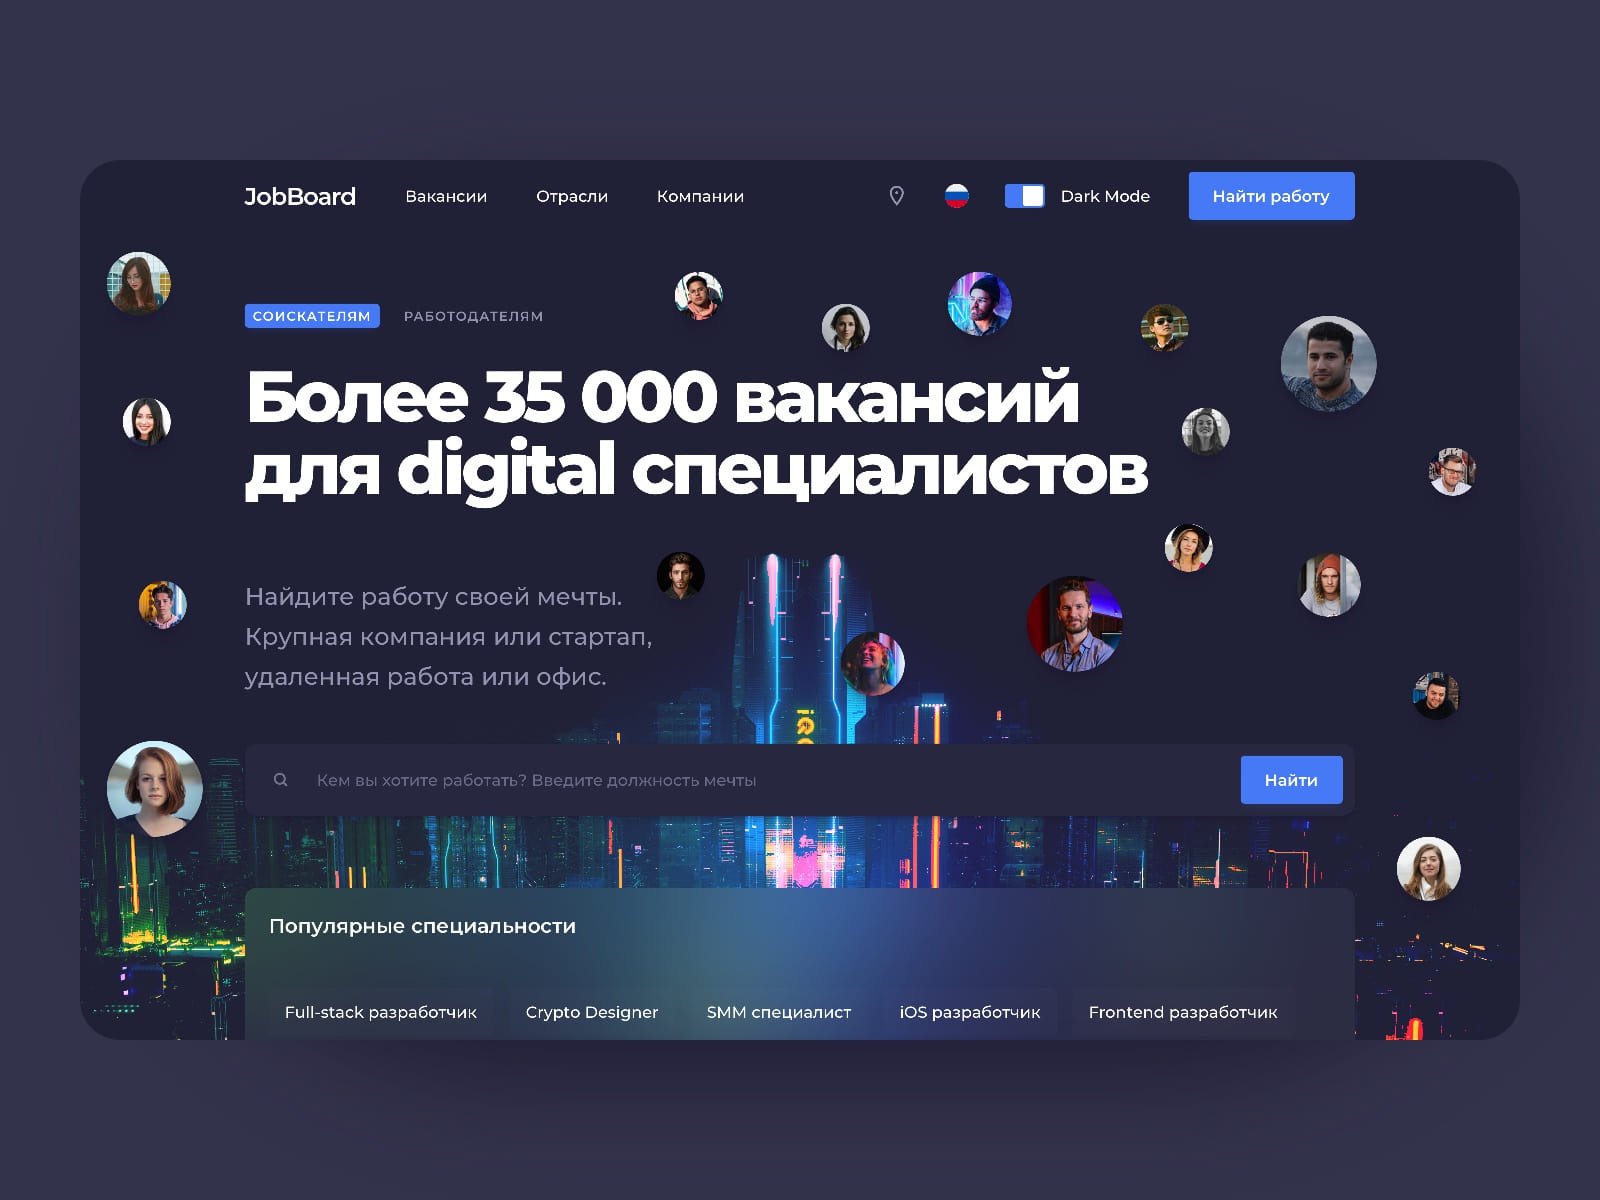 JobBoard Вакансии Отрасли Компании Dark Mode Найти работу
СОИСКАТЕЛЯМ РАБОТОДАТЕЛЯМ
Более 35 000 вакансий
для digital специалистов
Найдите работу своей мечты.
Крупная компания или стартап,
удаленная работа или офис.
Кем вы хотите работать? Введите должность мечты Найти
Популярные специальности
Full-stack разработчик Crypto Designer SMM специалист iOS разработчик Frontend разработчик